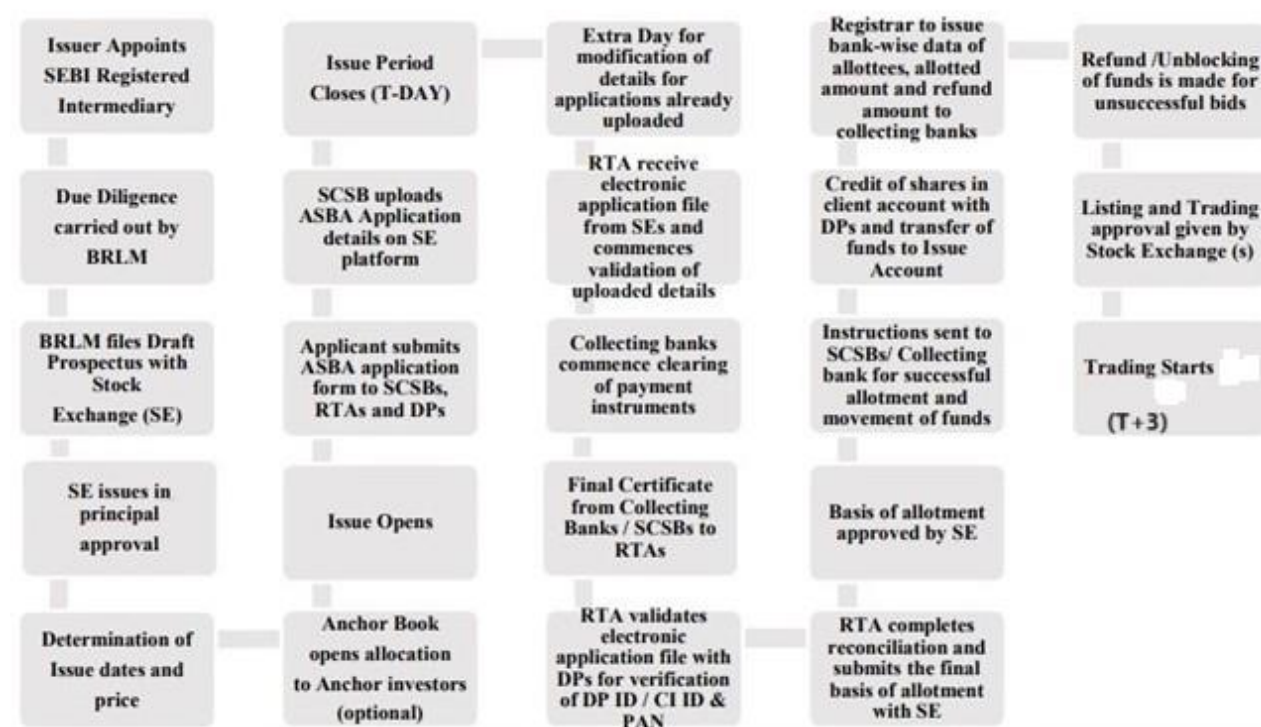 Issuer Appoints
SEBI Registered
Intermediary
Due Diligence
carried out by
BRLM
BRLM files Draft
Prospectus with
Stock
Exchange (SE)
SE issues in
principal
approval
Determination of
Issue dates and
price
Anchor Book
opens allocation
to Anchor investors
(optional)
Issue Opens
Applicant submits
ASBA application
form to SCSBs,
RTAs and DPs
SCSB uploads
ASBA Application
details on SE
platform
Issue Period
Closes (T-DAY)
Extra Day for
modification of
details for
applications already
uploaded
RTA receive
electronic
application file
from SEs and
commences
validation of
uploaded details
Collecting banks
commence clearing
of payment
instruments
Final Certificate
from Collecting
Banks / SCSBs to
RTAs
RTA validates
electronic
application file with
DPs for verification
of DP ID / CI ID &
PAN
RTA completes
reconciliation and
submits the final
basis of allotment
with SE
Basis of allotment
approved by SE
Instructions sent to
SCSBs/ Collecting
bank for successful
allotment and
movement of funds
Credit of shares in
client account with
DPs and transfer of
funds to Issue
Account
Registrar to issue
bank-wise data of
allottees, allotted
amount and refund
amount to
collecting banks
Refund /Unblocking
of funds is made for
unsuccessful bids
Listing and Trading
approval given by
Stock Exchange (s)
Trading Starts
(T+3)